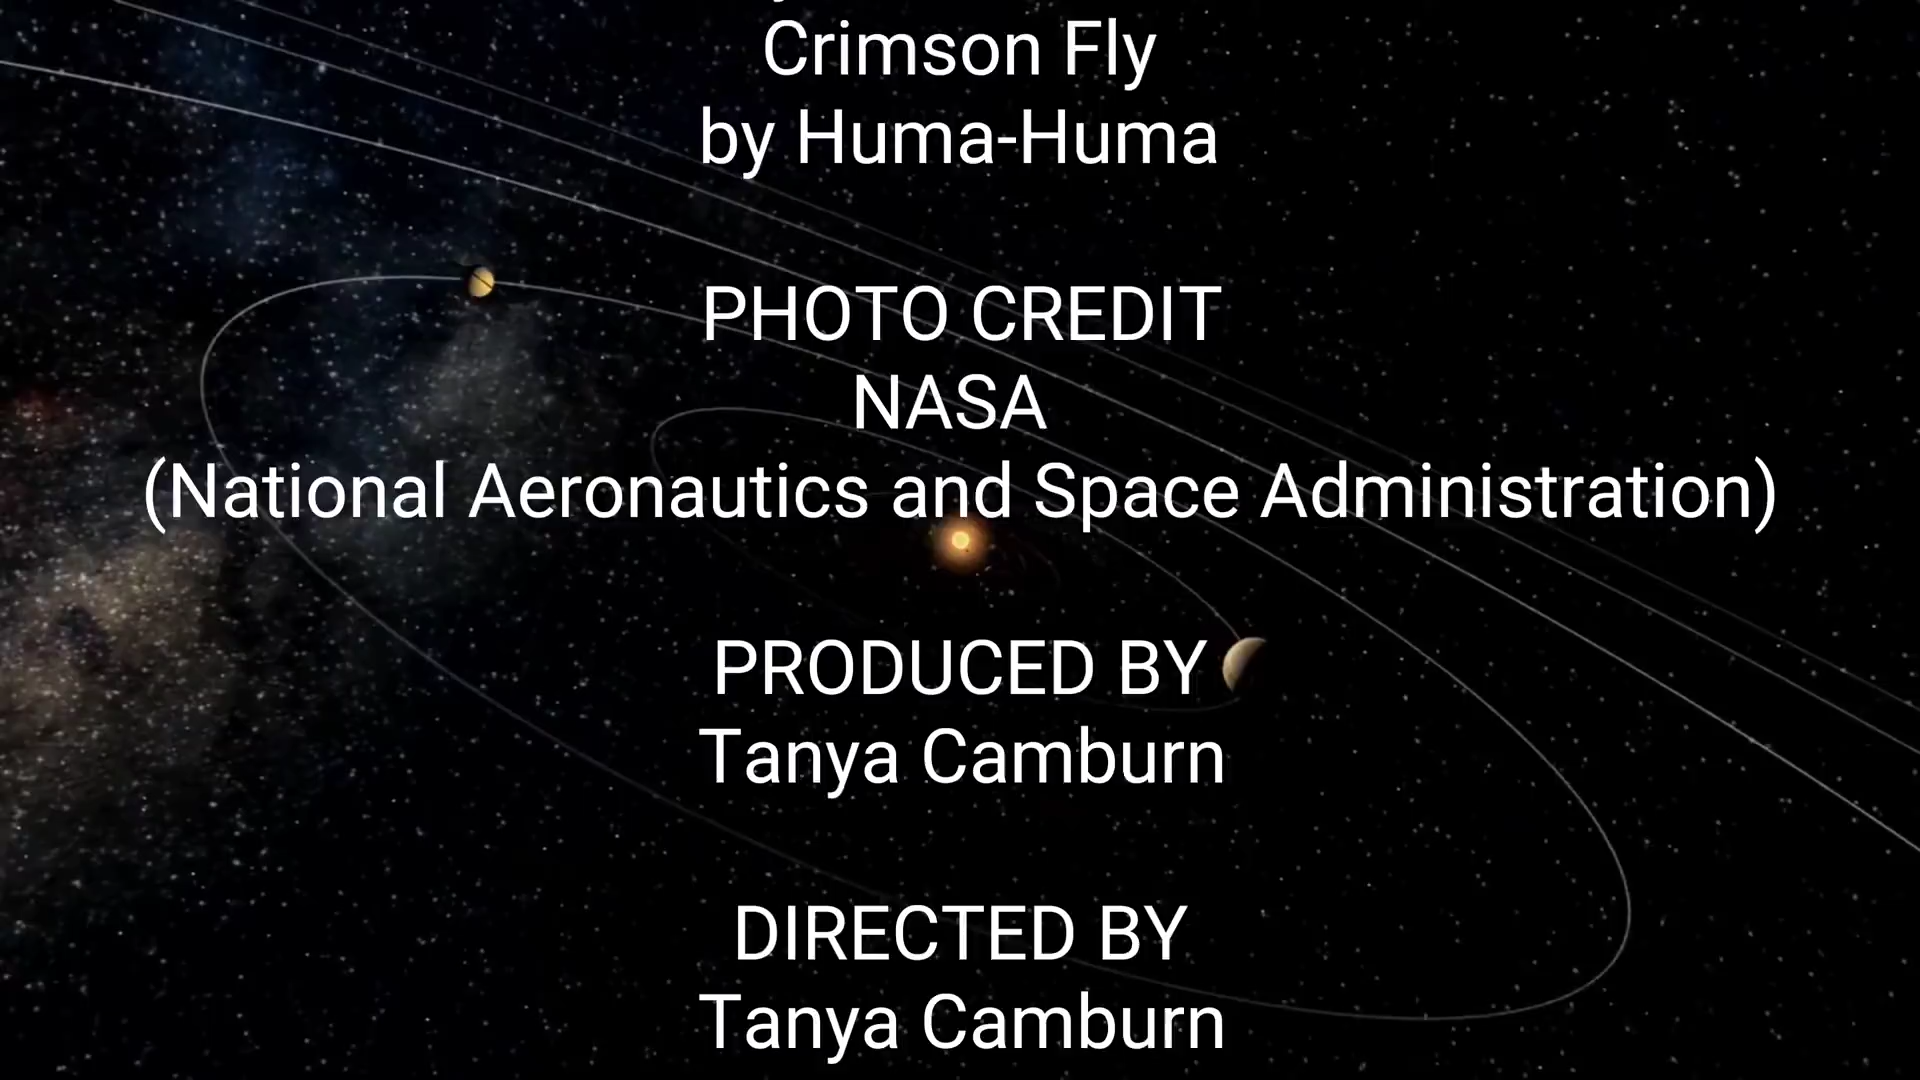 Crimson Fly
by Huma-Huma
PHOTO CREDIT
NASA
(National Aeronautics and Space Administration)
PRODUCED BY
Tanya Camburn
DIRECTED BY
Tanya Camburn